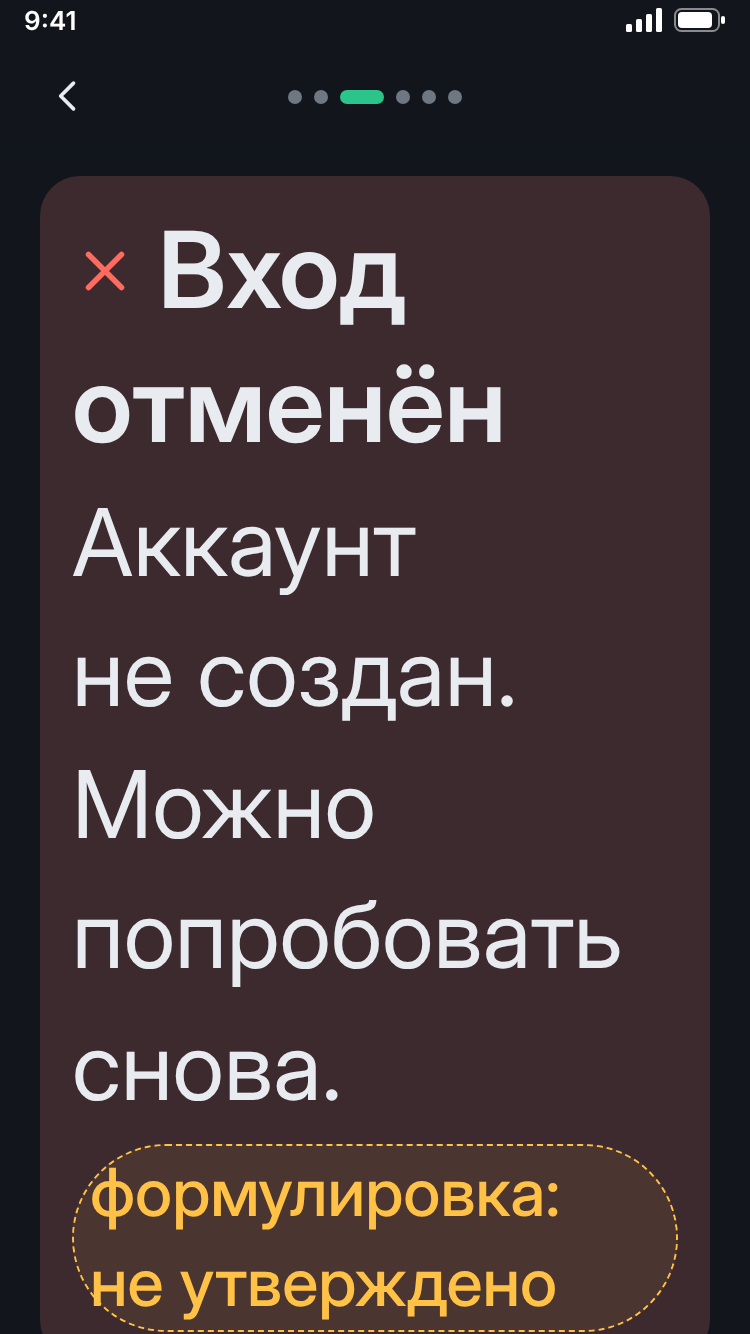 9:41
Вход
отменён
Аккаунт
не создан.
Можно
попробовать
снова.
формулировка:
не утверждено